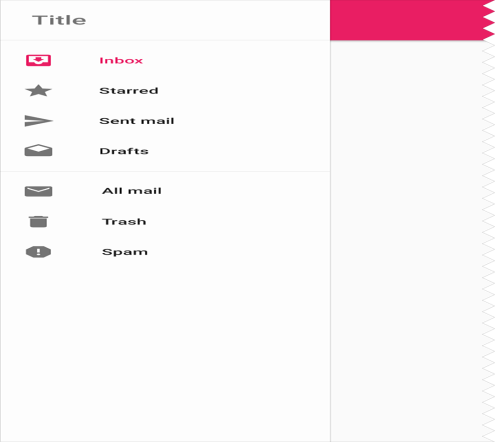 Title
Inbox
Starred
Sent mail
Drafts
All mail
Trash
Spam